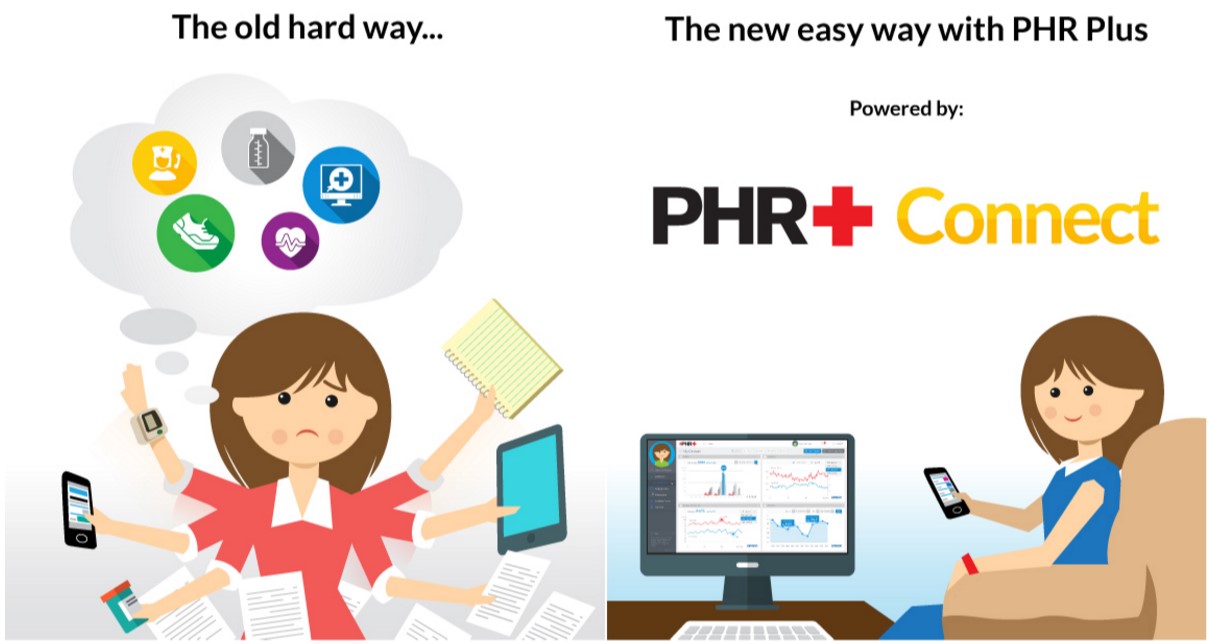 The old hard way...
The new easy way with PHR Plus
Powered by:
PHR+ Connect